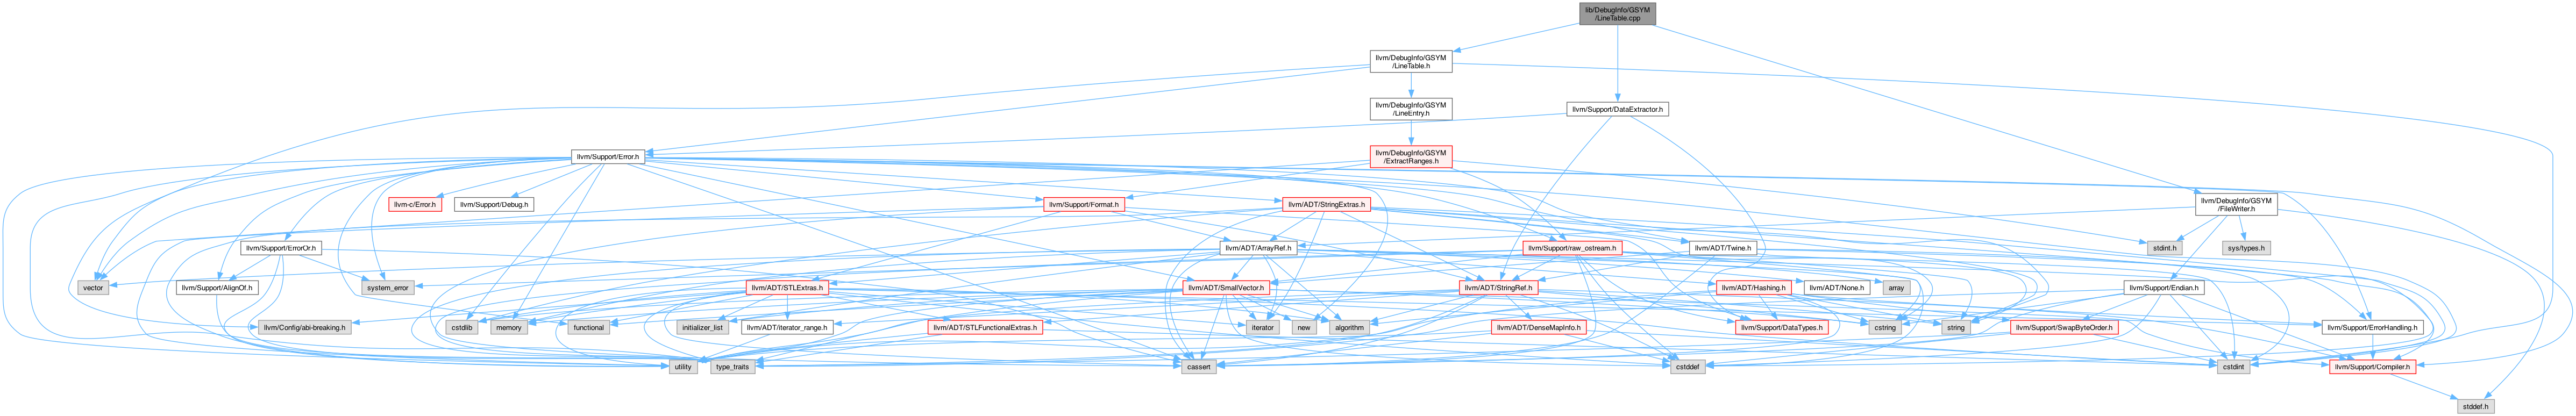 lib/DebugInfo/GSYM
/LineTable.cpp
llvm/DebugInfo/GSYM
/LineTable.h
llvm/DebugInfo/GSYM
/LineEntry.h
llvm/Support/DataExtractor.h
llvm/Support/Error.h
llvm/DebugInfo/GSYM
/ExtractRanges.h
llvm-c/Error.h
llvm/Support/Debug.h
llvm/Support/Format.h
llvm/ADT/StringExtras.h
llvm/DebugInfo/GSYM
/FileWriter.h
llvm/Support/ErrorOr.h
llvm/ADT/ArrayRef.h
llvm/Support/raw_ostream.h
llvm/ADT/Twine.h
stdint.h
sys/types.h
vector
llvm/Support/AlignOf.h
system_error
llvm/ADT/STLExtras.h
llvm/ADT/SmallVector.h
llvm/ADT/StringRef.h
llvm/ADT/Hashing.h
llvm/ADT/None.h
array
llvm/Support/Endian.h
llvm/Config/abi-breaking.h
cstdlib
memory
functional
initializer_list
llvm/ADT/iterator_range.h
llvm/ADT/STLFunctionalExtras.h
iterator
new
algorithm
llvm/ADT/DenseMapInfo.h
llvm/Support/DataTypes.h
cstring
string
llvm/Support/SwapByteOrder.h
llvm/Support/ErrorHandling.h
utility
type_traits
cassert
cstddef
cstdint
llvm/Support/Compiler.h
stddef.h